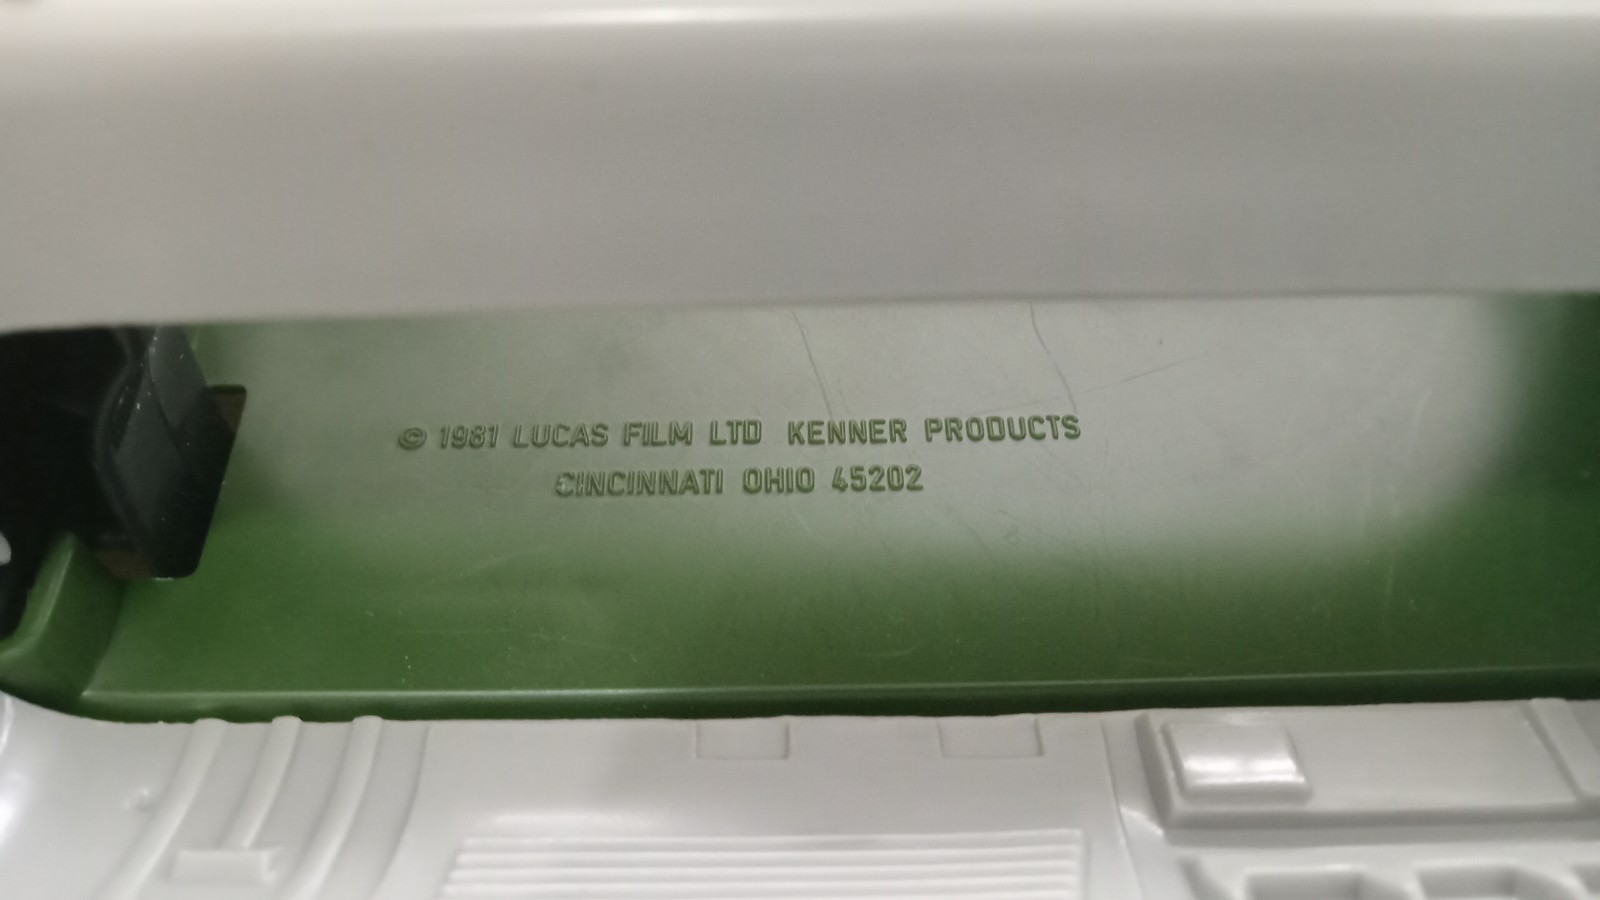 © 1981 LUCAS FILM LTD KENNER PRODUCTS
CINCINNATI OHIO 45202